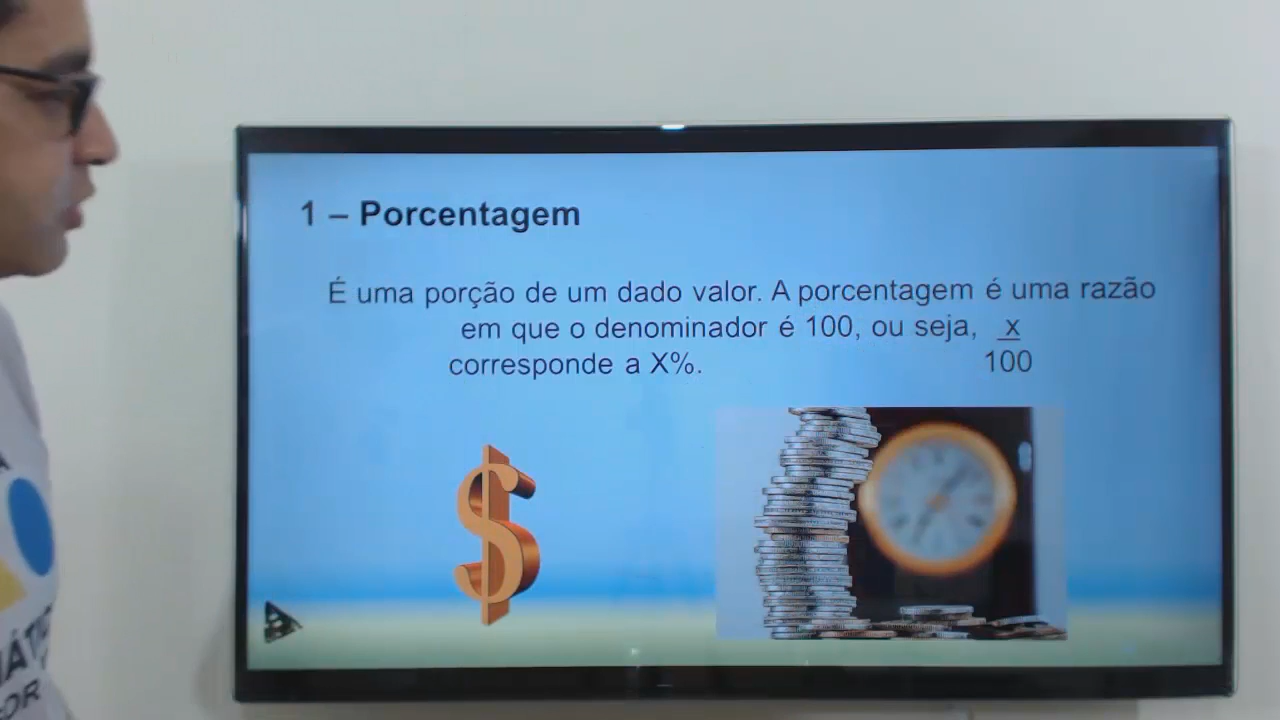 1 – Porcentagem
É uma porção de um dado valor. A porcentagem é uma razão
em que o denominador é 100, ou seja, x
corresponde a X%. 100